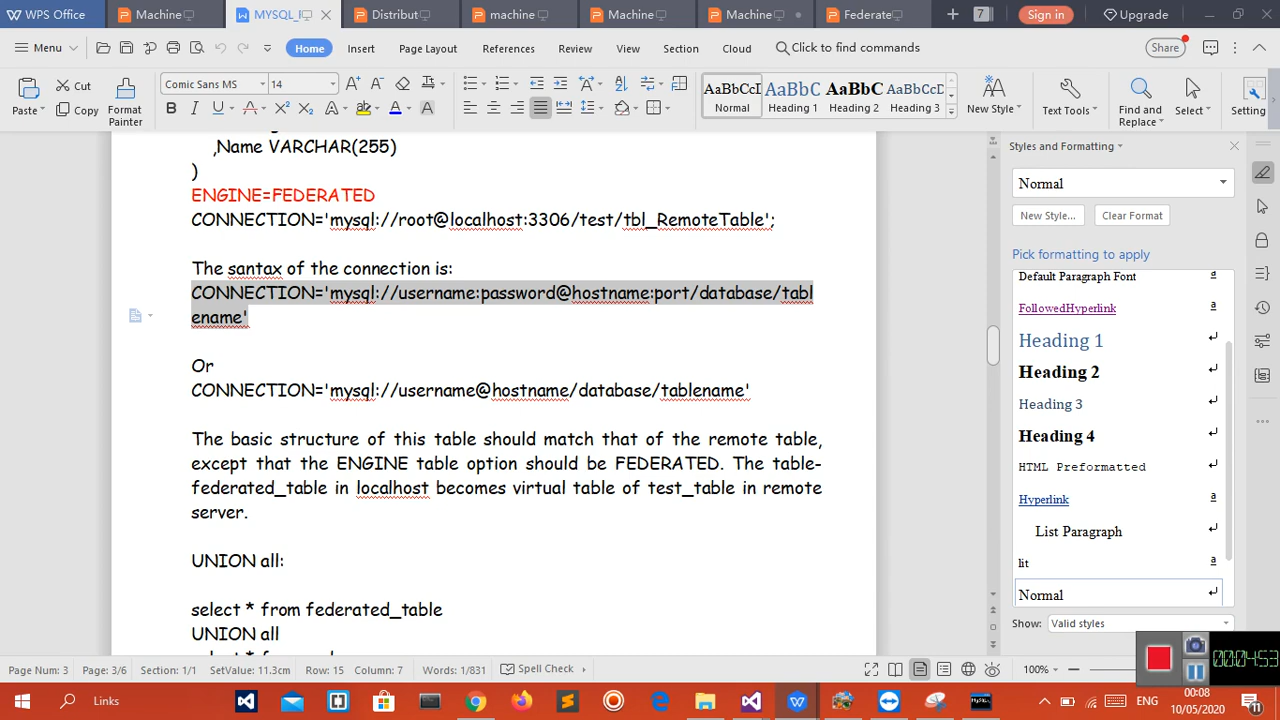 WPS Office
Machine
MYSQL_I
Distribut
machine
Machine
Machine
Federate
7
Sign in
Upgrade
Menu
Home
Insert
Page Layout
References
Review
View
Section
Cloud
Click to find commands
Share
Paste
Cut
Copy
Format
Painter
Comic Sans MS
14
AaBbCcD
Normal
AaBbC
Heading 1
AaBbC
Heading 2
AaBbC
Heading 3
New Style
Text Tools
Find and
Replace
Select
Setting
,Name VARCHAR(255)
)
ENGINE=FEDERATED
CONNECTION='mysql://root@localhost:3306/test/tbl_RemoteTable';
The santax of the connection is:
CONNECTION='mysql://username:password@hostname:port/database/tabl
ename'
Or
CONNECTION='mysql://username@hostname/database/tablename'
The basic structure of this table should match that of the remote table,
except that the ENGINE table option should be FEDERATED. The table-
federated_table in localhost becomes virtual table of test_table in remote
server.
UNION all:
select * from federated_table
UNION all
Styles and Formatting
Normal
New Style...
Clear Format
Pick formatting to apply
Default Paragraph Font
FollowedHyperlink
Heading 1
Heading 2
Heading 3
Heading 4
HTML Preformatted
Hyperlink
List Paragraph
lit
Normal
Show:
Valid styles
Page Num: 3
Page: 3/6
Section: 1/1
SetValue: 11.3cm
Row: 15
Column: 7
Words: 1/831
Spell Check
100%
00:04:53
Links
ENG
00:08
10/05/2020
11